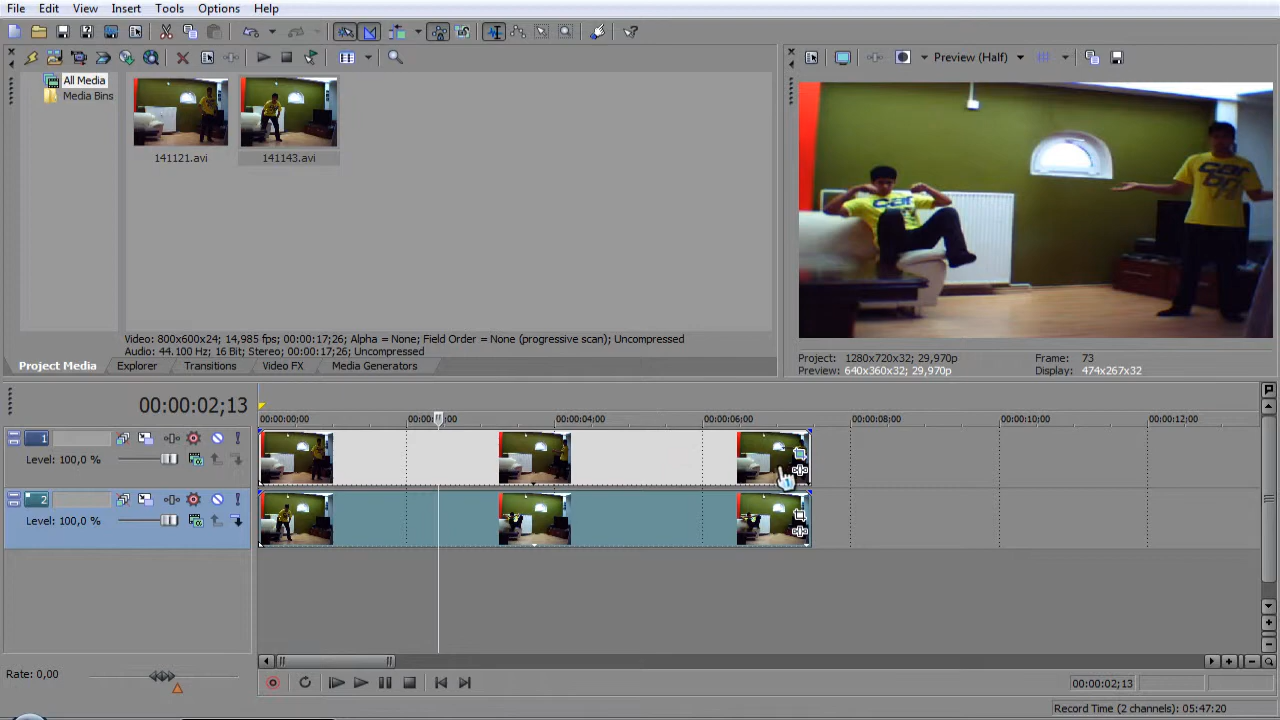 File Edit View Insert Tools Options Help
All Media
Media Bins
141121.avi
141143.avi
Preview (Half)
car
on
car
bn
on
Video: 800x600x24; 14,985 fps; 00:00:17;26; Alpha = None; Field Order = None (progressive scan); Uncompressed
Audio: 44.100 Hz; 16 Bit; Stereo; 00:00:17;26; Uncompressed
Project Media Explorer Transitions Video FX Media Generators
Project: 1280x720x32; 29,970p
Frame: 73
Preview: 640x360x32; 29,970p
Display: 474x267x32
00:00:02;13
00:00:00;00 00:00:04;00 00:00:06;00 00:00:08;00 00:00:10;00 00:00:12;00
1
Level: 100,0 %
2
Level: 100,0 %
Rate: 0,00
00:00:02;13
Record Time (2 channels): 05:47:20